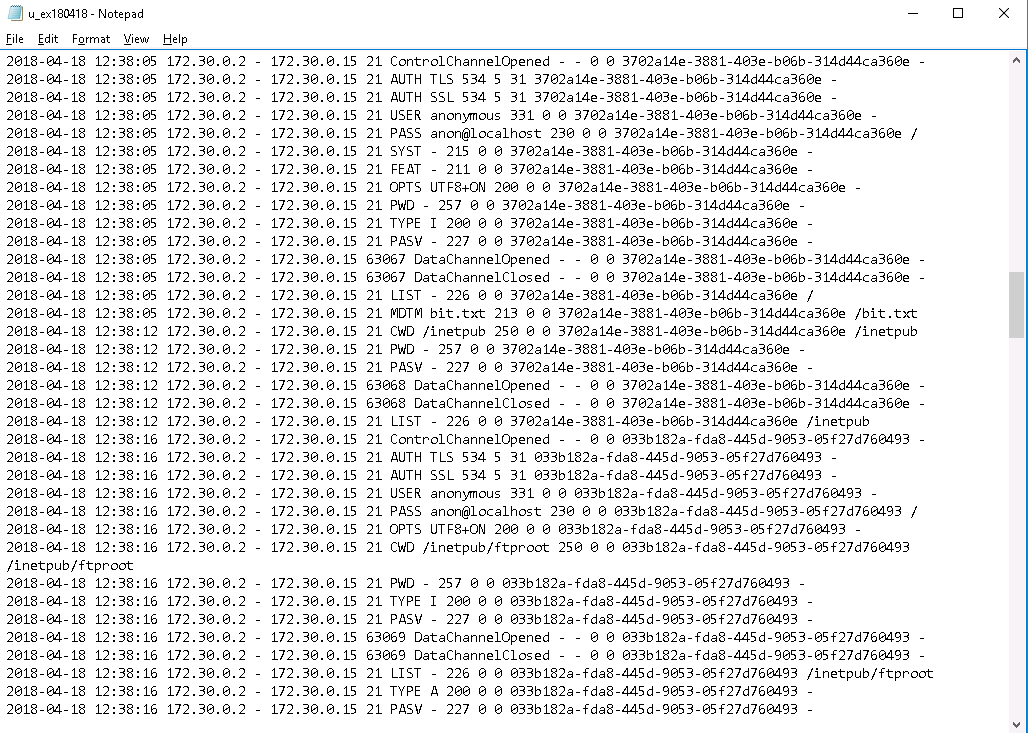 u_ex180418 - Notepad
File Edit Format View Help
2018-04-18 12:38:05 172.30.0.2 - 172.30.0.15 21 ControlChannelOpened - - 0 0 3702a14e-3881-403e-b06b-314d44ca360e -
2018-04-18 12:38:05 172.30.0.2 - 172.30.0.15 21 AUTH TLS 534 5 31 3702a14e-3881-403e-b06b-314d44ca360e -
2018-04-18 12:38:05 172.30.0.2 - 172.30.0.15 21 AUTH SSL 534 5 31 3702a14e-3881-403e-b06b-314d44ca360e -
2018-04-18 12:38:05 172.30.0.2 - 172.30.0.15 21 USER anonymous 331 0 0 3702a14e-3881-403e-b06b-314d44ca360e -
2018-04-18 12:38:05 172.30.0.2 - 172.30.0.15 21 PASS anon@localhost 230 0 0 3702a14e-3881-403e-b06b-314d44ca360e /
2018-04-18 12:38:05 172.30.0.2 - 172.30.0.15 21 SYST - 215 0 0 3702a14e-3881-403e-b06b-314d44ca360e -
2018-04-18 12:38:05 172.30.0.2 - 172.30.0.15 21 FEAT - 211 0 0 3702a14e-3881-403e-b06b-314d44ca360e -
2018-04-18 12:38:05 172.30.0.2 - 172.30.0.15 21 OPTS UTF8+ON 200 0 0 3702a14e-3881-403e-b06b-314d44ca360e -
2018-04-18 12:38:05 172.30.0.2 - 172.30.0.15 21 PWD - 257 0 0 3702a14e-3881-403e-b06b-314d44ca360e -
2018-04-18 12:38:05 172.30.0.2 - 172.30.0.15 21 TYPE I 200 0 0 3702a14e-3881-403e-b06b-314d44ca360e -
2018-04-18 12:38:05 172.30.0.2 - 172.30.0.15 21 PASV - 227 0 0 3702a14e-3881-403e-b06b-314d44ca360e -
2018-04-18 12:38:05 172.30.0.2 - 172.30.0.15 63067 DataChannelOpened - - 0 0 3702a14e-3881-403e-b06b-314d44ca360e -
2018-04-18 12:38:05 172.30.0.2 - 172.30.0.15 63067 DataChannelClosed - - 0 0 3702a14e-3881-403e-b06b-314d44ca360e -
2018-04-18 12:38:05 172.30.0.2 - 172.30.0.15 21 LIST - 226 0 0 3702a14e-3881-403e-b06b-314d44ca360e /
2018-04-18 12:38:05 172.30.0.2 - 172.30.0.15 21 MDTM bit.txt 213 0 0 3702a14e-3881-403e-b06b-314d44ca360e /bit.txt
2018-04-18 12:38:12 172.30.0.2 - 172.30.0.15 21 CWD /inetpub 250 0 0 3702a14e-3881-403e-b06b-314d44ca360e /inetpub
2018-04-18 12:38:12 172.30.0.2 - 172.30.0.15 21 PWD - 257 0 0 3702a14e-3881-403e-b06b-314d44ca360e -
2018-04-18 12:38:12 172.30.0.2 - 172.30.0.15 21 PASV - 227 0 0 3702a14e-3881-403e-b06b-314d44ca360e -
2018-04-18 12:38:12 172.30.0.2 - 172.30.0.15 63068 DataChannelOpened - - 0 0 3702a14e-3881-403e-b06b-314d44ca360e -
2018-04-18 12:38:12 172.30.0.2 - 172.30.0.15 63068 DataChannelClosed - - 0 0 3702a14e-3881-403e-b06b-314d44ca360e -
2018-04-18 12:38:12 172.30.0.2 - 172.30.0.15 21 LIST - 226 0 0 3702a14e-3881-403e-b06b-314d44ca360e /inetpub
2018-04-18 12:38:16 172.30.0.2 - 172.30.0.15 21 ControlChannelOpened - - 0 0 033b182a-fda8-445d-9053-05f27d760493 -
2018-04-18 12:38:16 172.30.0.2 - 172.30.0.15 21 AUTH TLS 534 5 31 033b182a-fda8-445d-9053-05f27d760493 -
2018-04-18 12:38:16 172.30.0.2 - 172.30.0.15 21 AUTH SSL 534 5 31 033b182a-fda8-445d-9053-05f27d760493 -
2018-04-18 12:38:16 172.30.0.2 - 172.30.0.15 21 USER anonymous 331 0 0 033b182a-fda8-445d-9053-05f27d760493 -
2018-04-18 12:38:16 172.30.0.2 - 172.30.0.15 21 PASS anon@localhost 230 0 0 033b182a-fda8-445d-9053-05f27d760493 /
2018-04-18 12:38:16 172.30.0.2 - 172.30.0.15 21 OPTS UTF8+ON 200 0 0 033b182a-fda8-445d-9053-05f27d760493 -
2018-04-18 12:38:16 172.30.0.2 - 172.30.0.15 21 CWD /inetpub/ftproot 250 0 0 033b182a-fda8-445d-9053-05f27d760493
/inetpub/ftproot
2018-04-18 12:38:16 172.30.0.2 - 172.30.0.15 21 PWD - 257 0 0 033b182a-fda8-445d-9053-05f27d760493 -
2018-04-18 12:38:16 172.30.0.2 - 172.30.0.15 21 TYPE I 200 0 0 033b182a-fda8-445d-9053-05f27d760493 -
2018-04-18 12:38:16 172.30.0.2 - 172.30.0.15 21 PASV - 227 0 0 033b182a-fda8-445d-9053-05f27d760493 -
2018-04-18 12:38:16 172.30.0.2 - 172.30.0.15 63069 DataChannelOpened - - 0 0 033b182a-fda8-445d-9053-05f27d760493 -
2018-04-18 12:38:16 172.30.0.2 - 172.30.0.15 63069 DataChannelClosed - - 0 0 033b182a-fda8-445d-9053-05f27d760493 -
2018-04-18 12:38:16 172.30.0.2 - 172.30.0.15 21 LIST - 226 0 0 033b182a-fda8-445d-9053-05f27d760493 /inetpub/ftproot
2018-04-18 12:38:16 172.30.0.2 - 172.30.0.15 21 TYPE A 200 0 0 033b182a-fda8-445d-9053-05f27d760493 -
2018-04-18 12:38:16 172.30.0.2 - 172.30.0.15 21 PASV - 227 0 0 033b182a-fda8-445d-9053-05f27d760493 -